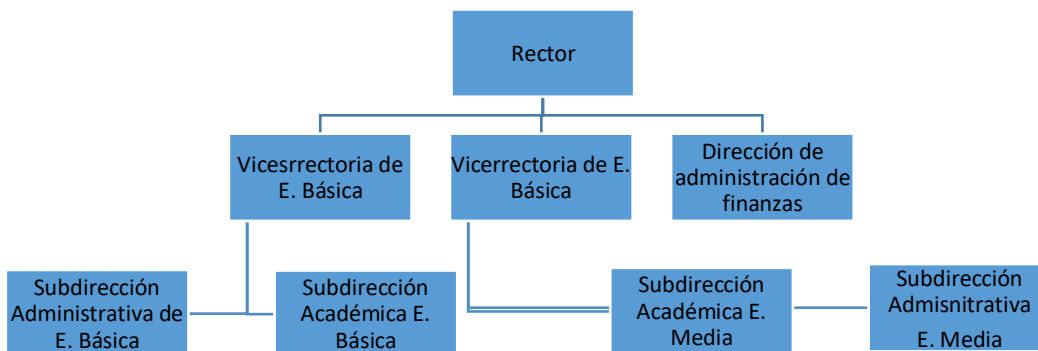 Rector
Vicesrrectoria de
E. Básica
Vicerrectoria de E.
Básica
Dirección de
administración de
finanzas
Subdirección
Administrativa de
E. Básica
Subdirección
Académica E.
Básica
Subdirección
Académica E.
Media
Subdirección
Admisnitrativa
E. Media